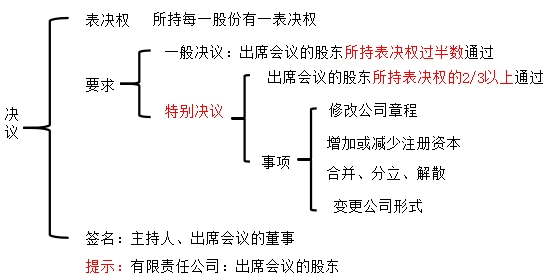 决议
表决权 所持每一股份有一表决权
要求
一般决议：出席会议的股东所持表决权过半数通过
特别决议
出席会议的股东所持表决权的2/3以上通过
事项
修改公司章程
增加或减少注册资本
合并、分立、解散
变更公司形式
签名：主持人、出席会议的董事
提示：有限责任公司：出席会议的股东